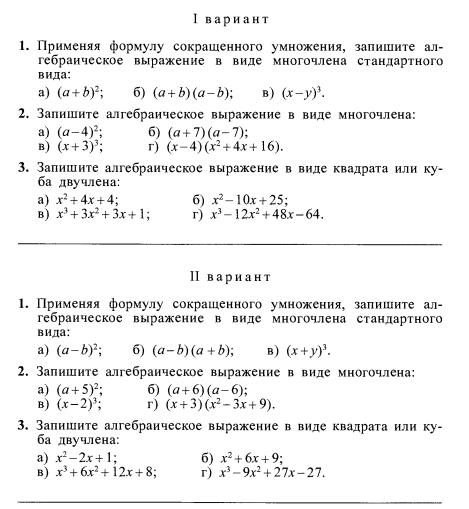 I вариант
1. Применяя формулу сокращенного умножения, запишите ал-
гебраическое выражение в виде многочлена стандартного
вида:
а) (a+b)²; б) (a+b)(a−b); в) (x−y)³.
2. Запишите алгебраическое выражение в виде многочлена:
а) (a−4)²; б) (a+7)(a−7);
в) (x+3)³; г) (x−4)(x²+4x+16).
3. Запишите алгебраическое выражение в виде квадрата или ку-
ба двучлена:
а) x²+4x+4; б) x²−10x+25;
в) x³+3x²+3x+1; г) x³−12x²+48x−64.
II вариант
1. Применяя формулу сокращенного умножения, запишите ал-
гебраическое выражение в виде многочлена стандартного
вида:
а) (a−b)²; б) (a−b)(a+b); в) (x+y)³.
2. Запишите алгебраическое выражение в виде многочлена:
а) (a+5)²; б) (a+6)(a−6);
в) (x−2)³; г) (x+3)(x²−3x+9).
3. Запишите алгебраическое выражение в виде квадрата или ку-
ба двучлена:
а) x²−2x+1; б) x²+6x+9;
в) x³+6x²+12x+8; г) x³−9x²+27x−27.